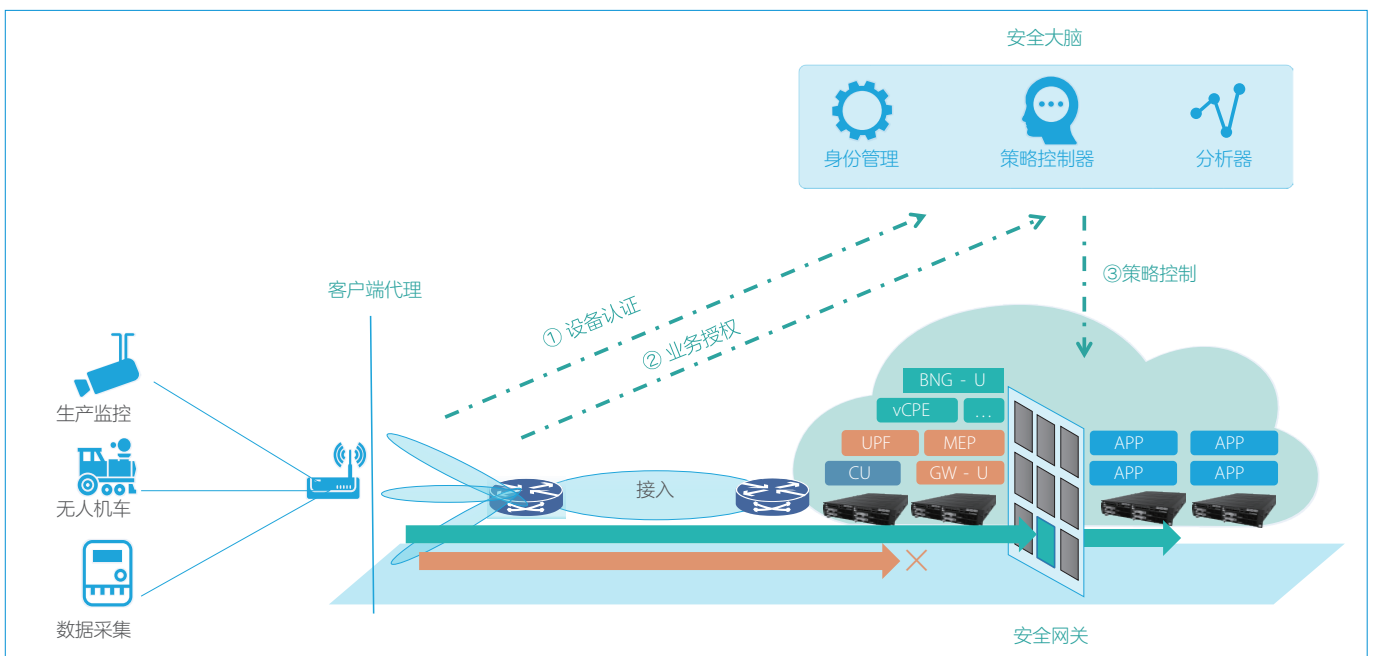 安全大脑
身份管理
策略控制器
分析器
③策略控制
客户端代理
① 设备认证
② 业务授权
生产监控
无人机车
数据采集
接入
BNG - U
vCPE
...
UPF
MEP
CU
GW - U
APP
APP
APP
APP
安全网关